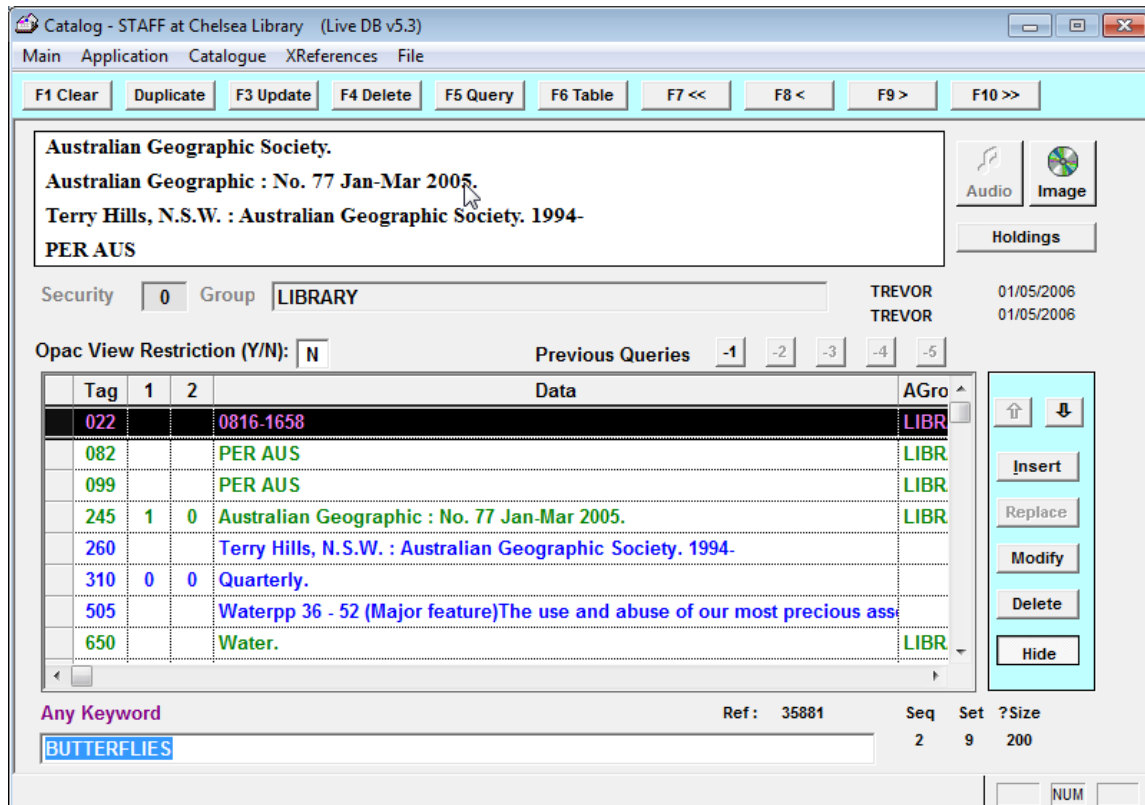 Catalog - STAFF at Chelsea Library (Live DB v5.3)
Main Application Catalogue XReferences File
F1 Clear Duplicate F3 Update F4 Delete F5 Query F6 Table F7 << F8 < F9 > F10 >>
Australian Geographic Society.
Australian Geographic : No. 77 Jan-Mar 2005.
Terry Hills, N.S.W. : Australian Geographic Society. 1994-
PER AUS
Audio Image
Holdings
Security 0 Group LIBRARY TREVOR 01/05/2006
TREVOR 01/05/2006
Opac View Restriction (Y/N): N Previous Queries -1 -2 -3 -4 -5
Tag 1 2 Data AGro
022 0816-1658 LIBR
082 PER AUS LIBR
099 PER AUS LIBR
245 1 0 Australian Geographic : No. 77 Jan-Mar 2005. LIBR
260 Terry Hills, N.S.W. : Australian Geographic Society. 1994-
310 0 0 Quarterly.
505 Waterpp 36 - 52 (Major feature)The use and abuse of our most precious ass
650 Water. LIBR
Insert
Replace
Modify
Delete
Hide
Any Keyword Ref : 35881 Seq Set ?Size
BUTTERFLIES 2 9 200
NUM